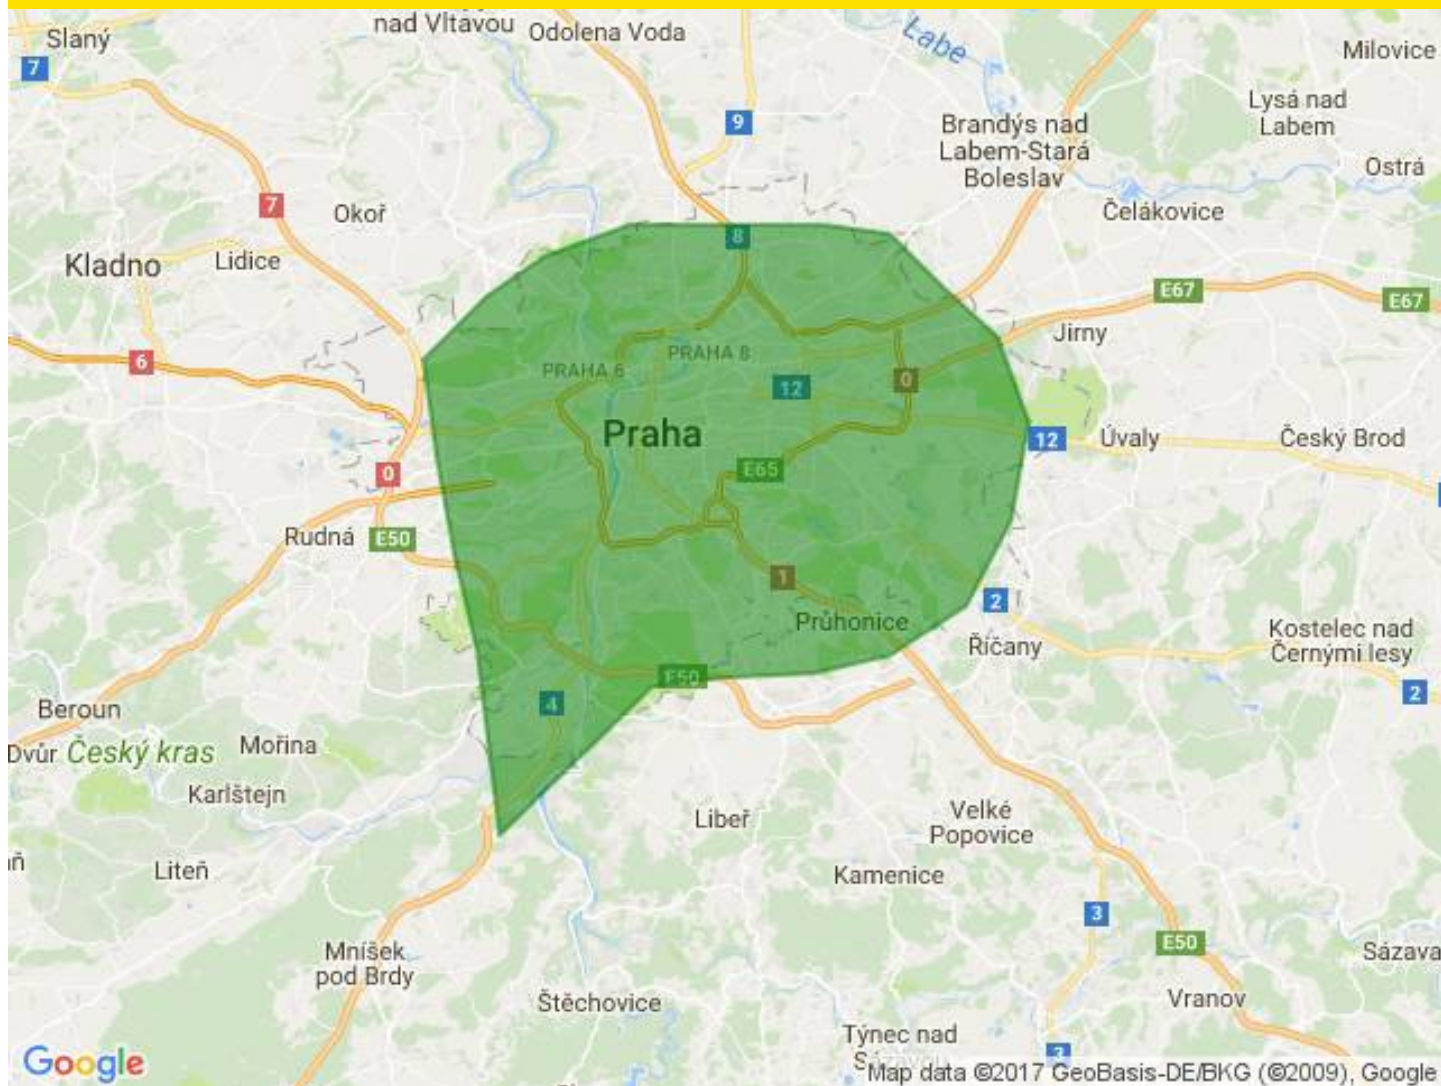 nad Vltavou
Odolena Voda
Labe
Slaný
Milovice
7
9
Lysá nad
Labem
Brandýs nad
Labem-Stará
Boleslav
Ostrá
7
Okoř
Čelákovice
8
Kladno
Lidice
E67
E67
Jirny
6
PRAHA 8
PRAHA 6
0
12
Praha
12
Úvaly
Český Brod
0
E65
Rudná
E50
1
2
Průhonice
Říčany
Kostelec nad
Černými lesy
E50
2
4
Beroun
Mořina
Dvůr
Český kras
Karlštejn
Libeř
Velké
Popovice
Liteň
Kamenice
3
E50
Mníšek
pod Brdy
Sázava
Štěchovice
Vranov
Týnec nad
3
Google
Map data ©2017 GeoBasis-DE/BKG (©2009), Google